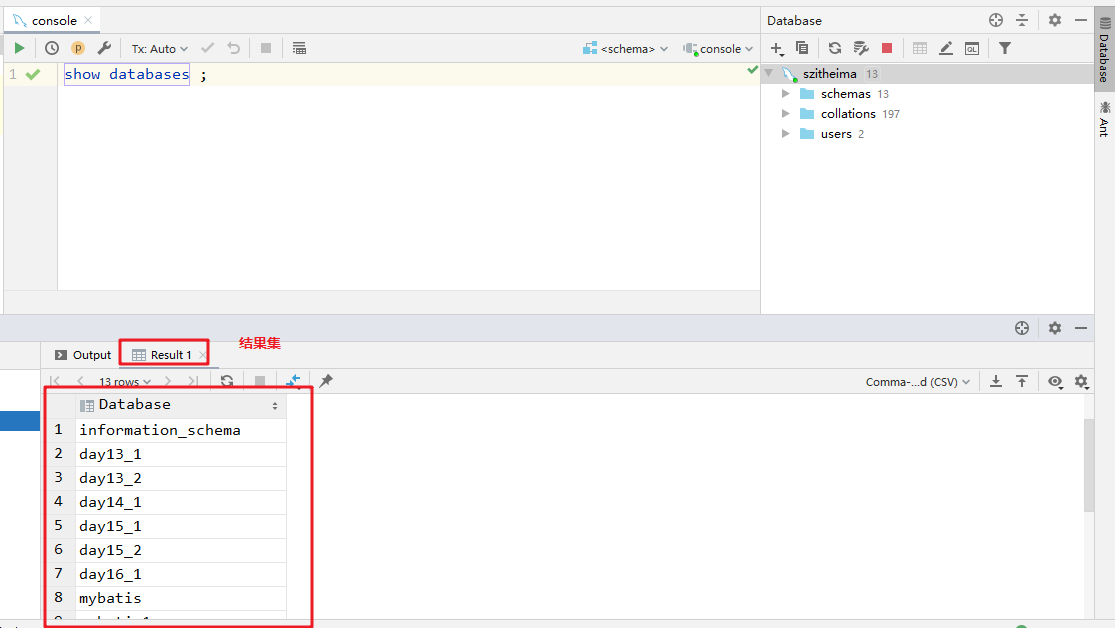 console
Tx: Auto
<schema>
console
1 show databases ;
Database
szitheima 13
schemas 13
collations 197
users 2
Database
Ant
Output
Result 1
结果集
13 rows
Comma-...d (CSV)
Database
1 information_schema
2 day13_1
3 day13_2
4 day14_1
5 day15_1
6 day15_2
7 day16_1
8 mybatis